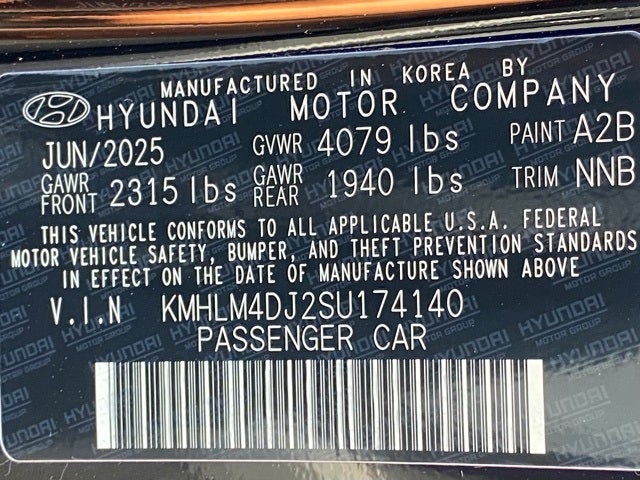 MANUFACTURED IN KOREA BY
HYUNDAI MOTOR COMPANY
JUN/2025 GVWR 4079 lbs PAINT A2B
GAWR FRONT 2315 lbs GAWR REAR 1940 lbs TRIM NNB
THIS VEHICLE CONFORMS TO ALL APPLICABLE U.S.A. FEDERAL
MOTOR VEHICLE SAFETY, BUMPER, AND THEFT PREVENTION STANDARDS
IN EFFECT ON THE DATE OF MANUFACTURE SHOWN ABOVE
V.I.N KMHLM4DJ2SU174140
PASSENGER CAR